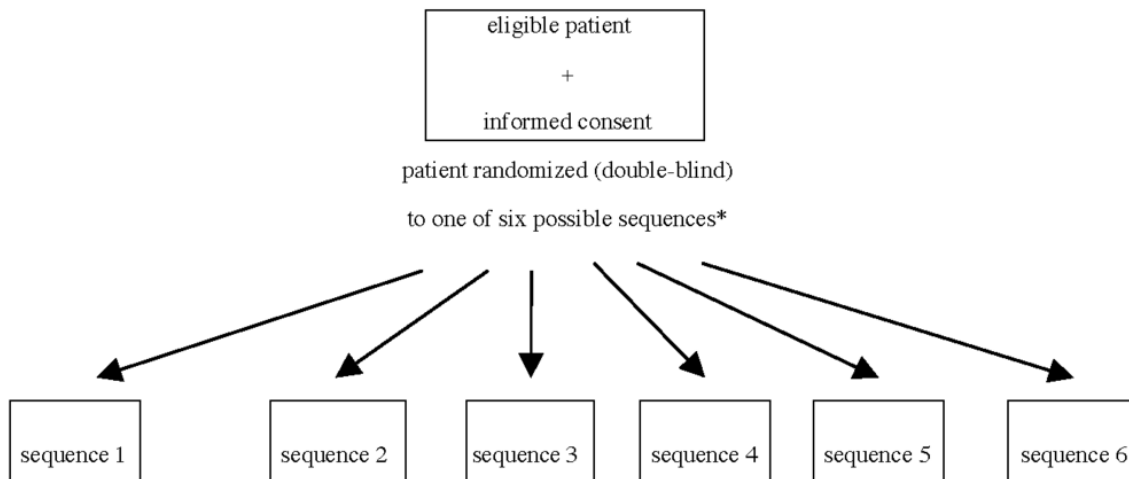 eligible patient
+
informed consent
patient randomized (double-blind)
to one of six possible sequences*
sequence 1
sequence 2
sequence 3
sequence 4
sequence 5
sequence 6